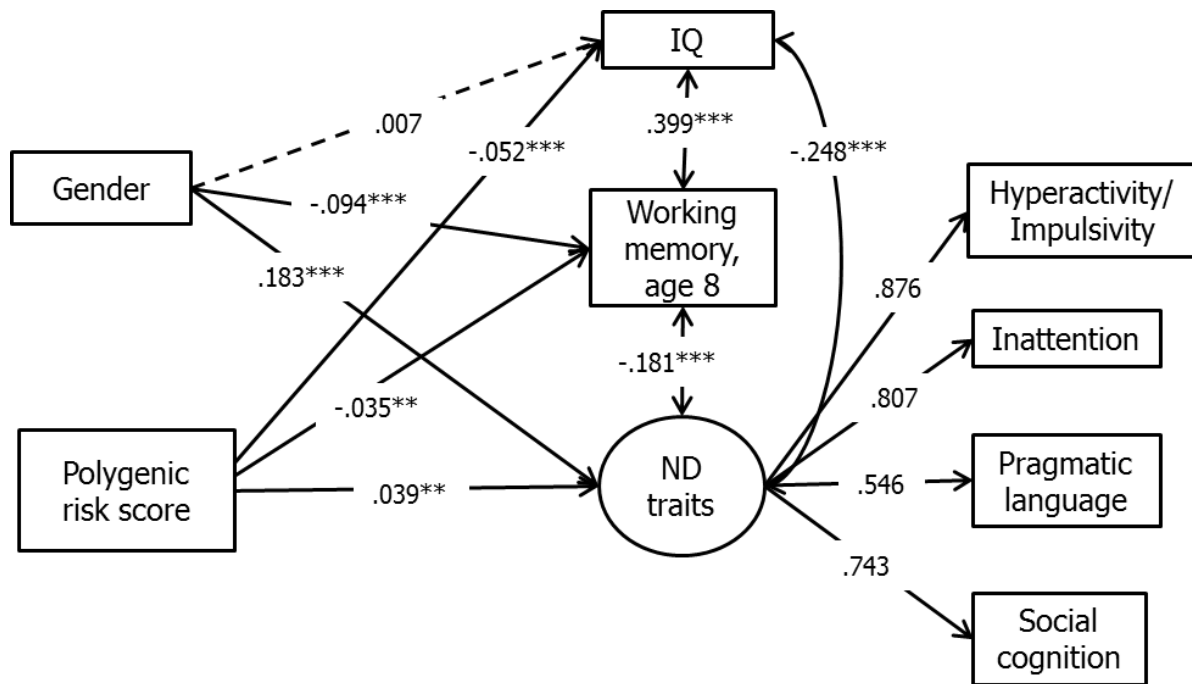 IQ
.007
.399***
-.052***
-.248***
Gender
-.094***
Working
memory,
age 8
Hyperactivity/
Impulsivity
.183***
.876
Inattention
-.181***
.807
-.035**
Polygenic
risk score
.039**
ND
traits
.546
Pragmatic
language
.743
Social
cognition